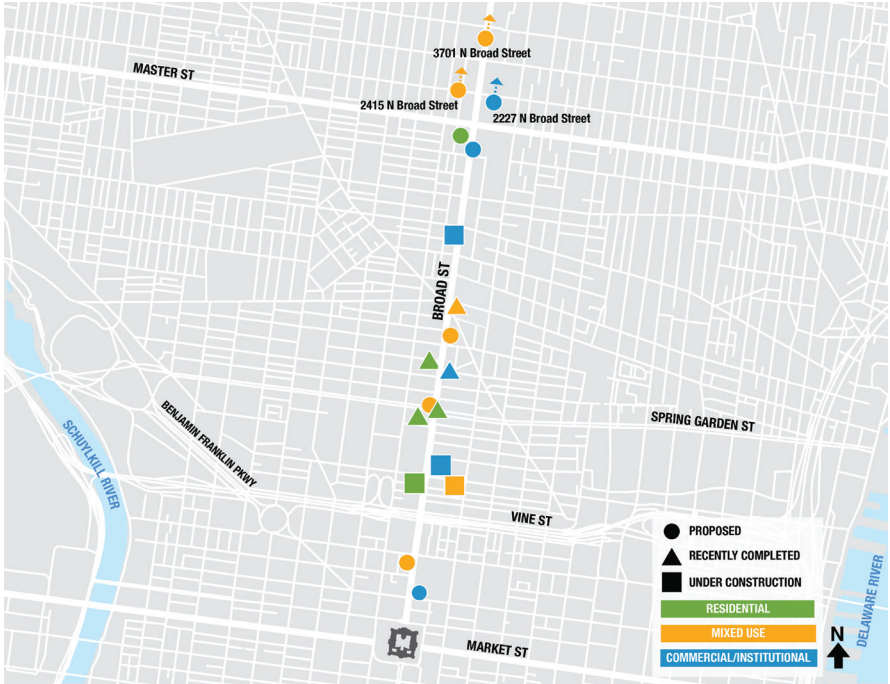 3701 N Broad Street
MASTER ST
2415 N Broad Street
2227 N Broad Street
BROAD ST
SPRING GARDEN ST
BENJAMIN FRANKLIN PKWY
SCHUYLKILL RIVER
VINE ST
PROPOSED
RECENTLY COMPLETED
UNDER CONSTRUCTION
RESIDENTIAL
MIXED USE
COMMERCIAL/INSTITUTIONAL
N
DELAWARE RIVER
MARKET ST